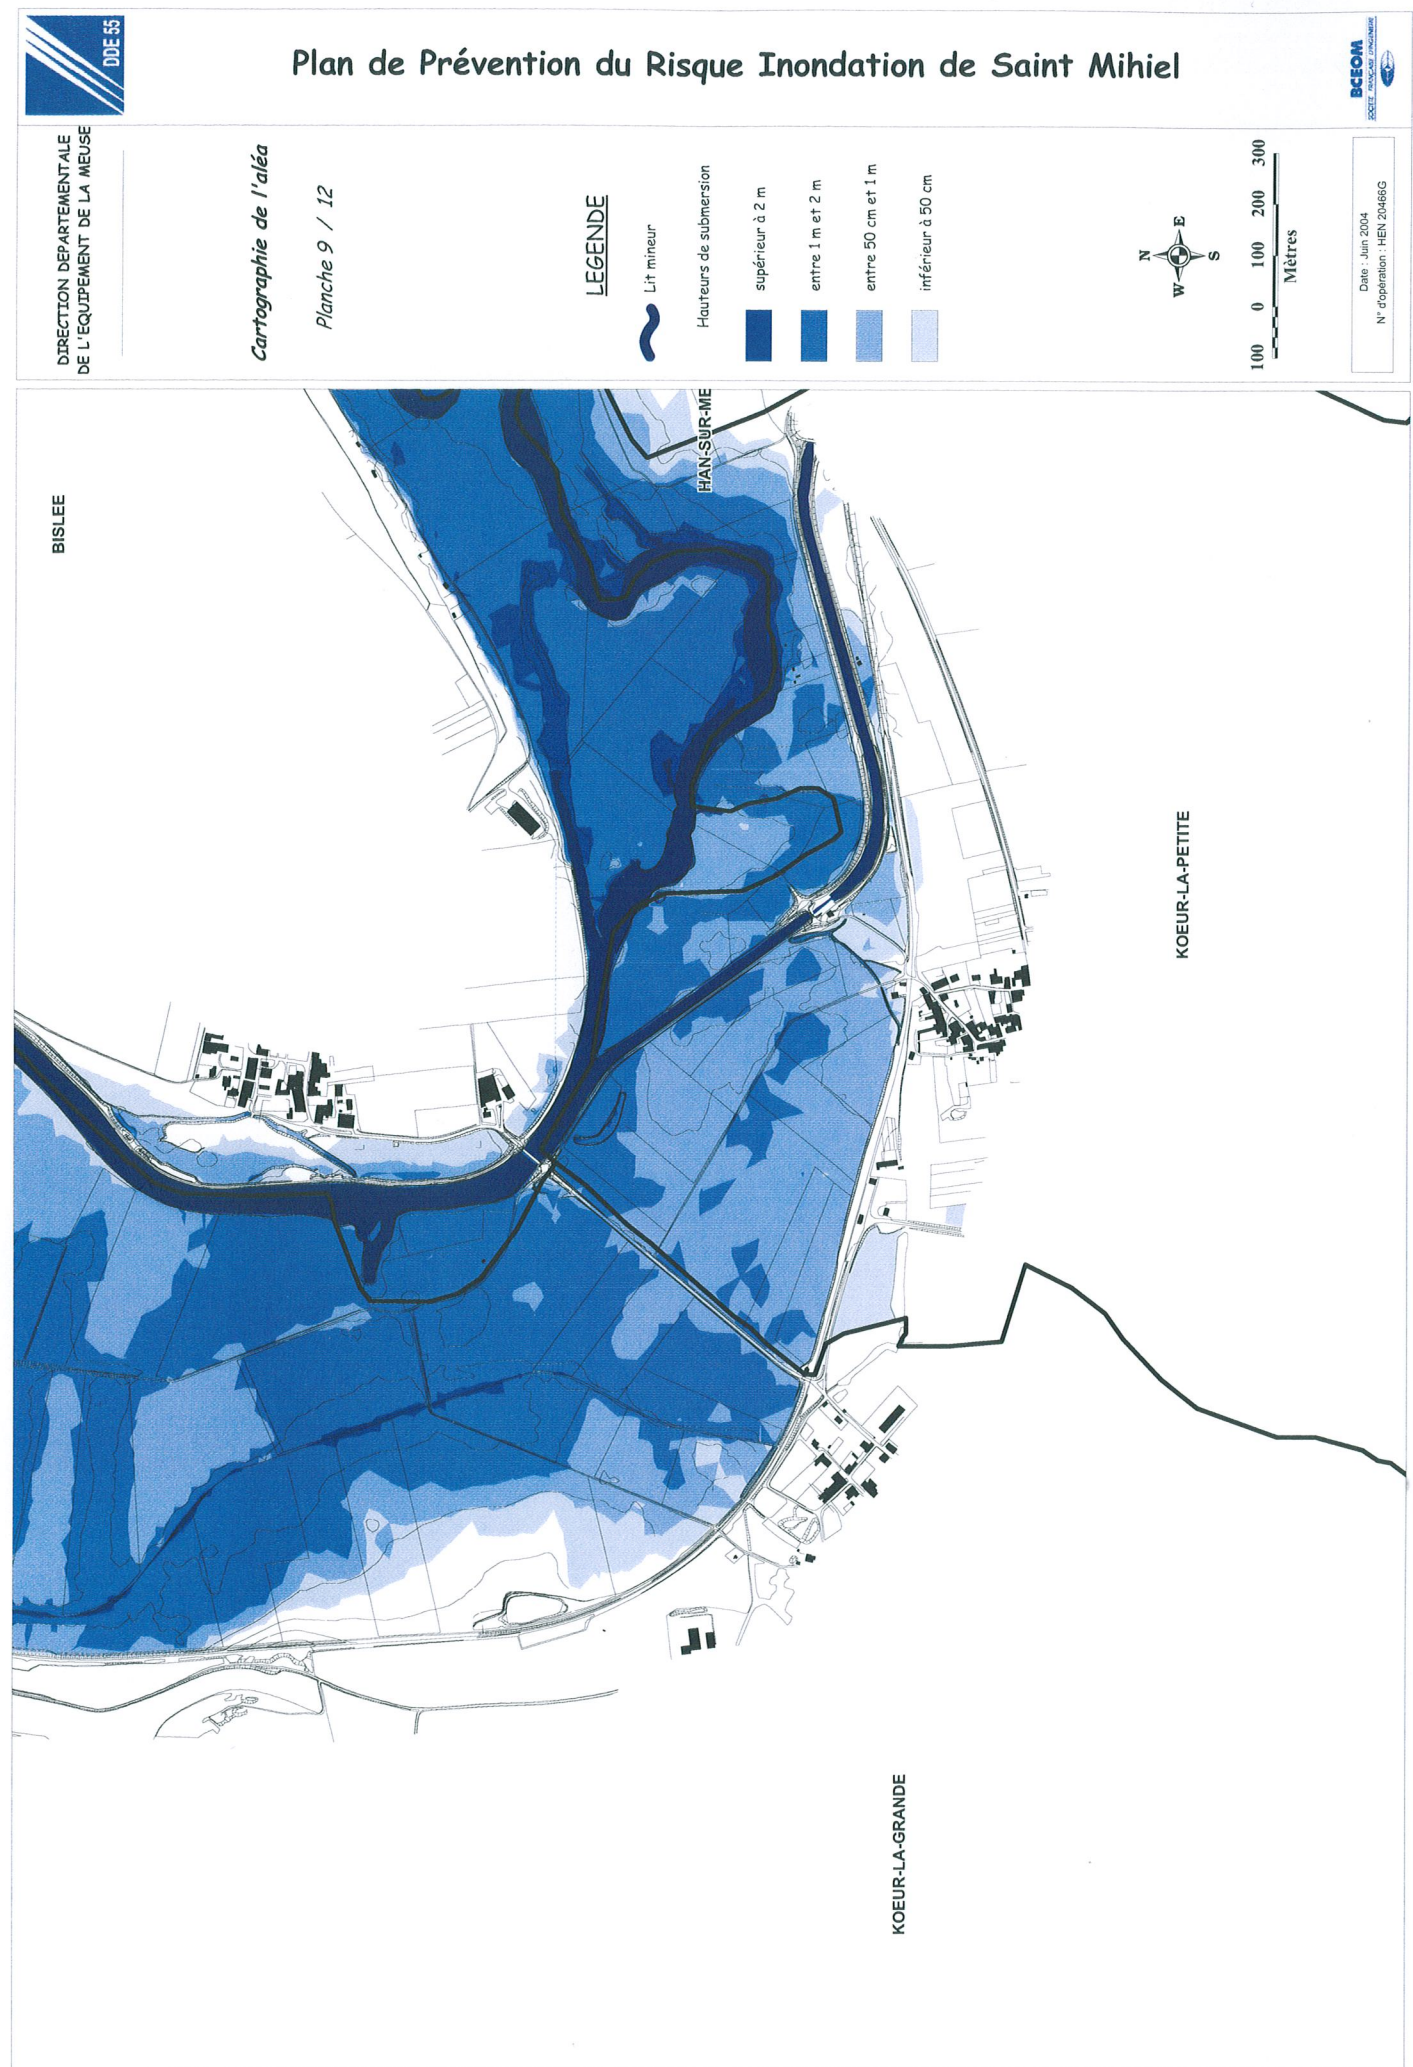 DDE 55
Plan de Prévention du Risque Inondation de Saint Mihiel
BCEOM
SOCIETE FRANÇAISE D'INGENIERIE
DIRECTION DEPARTEMENTALE
DE L'EQUIPEMENT DE LA MEUSE
Cartographie de l'aléa
Planche 9 / 12
LEGENDE
Lit mineur
Hauteurs de submersion
supérieur à 2 m
entre 1 m et 2 m
entre 50 cm et 1 m
inférieur à 50 cm
N
W E
S
100 0 100 200 300
Mètres
Date : Juin 2004
N° d'opération : HEN 20466G
BISLEE
HAN-SUR-ME
KOEUR-LA-PETITE
KOEUR-LA-GRANDE